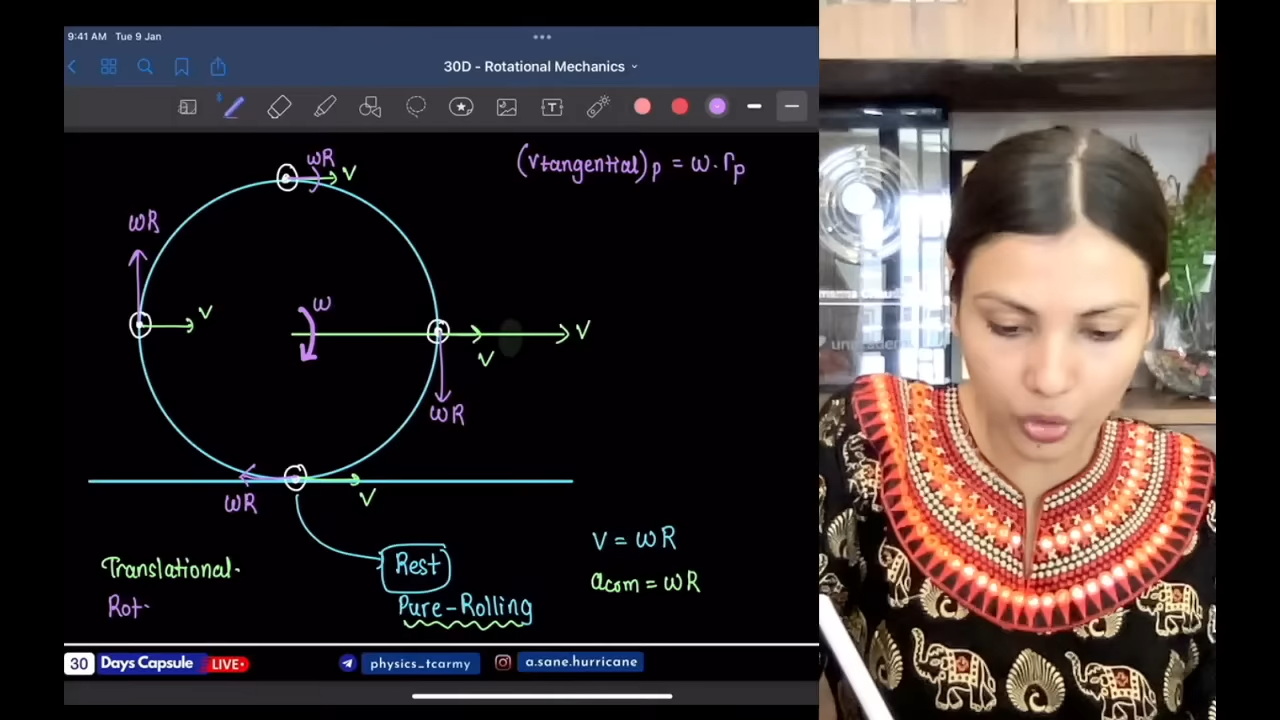 9:41 AM Tue 9 Jan
30D - Rotational Mechanics
ωR
V
(Vtangential)p = ω.rp
ωR
V
ω
V
V
ωR
ωR
V
V = ωR
Translational.
Rest
acom = ωR
Rot.
Pure-Rolling
30 Days Capsule LIVE
physics_tcarmy
a.sane.hurricane